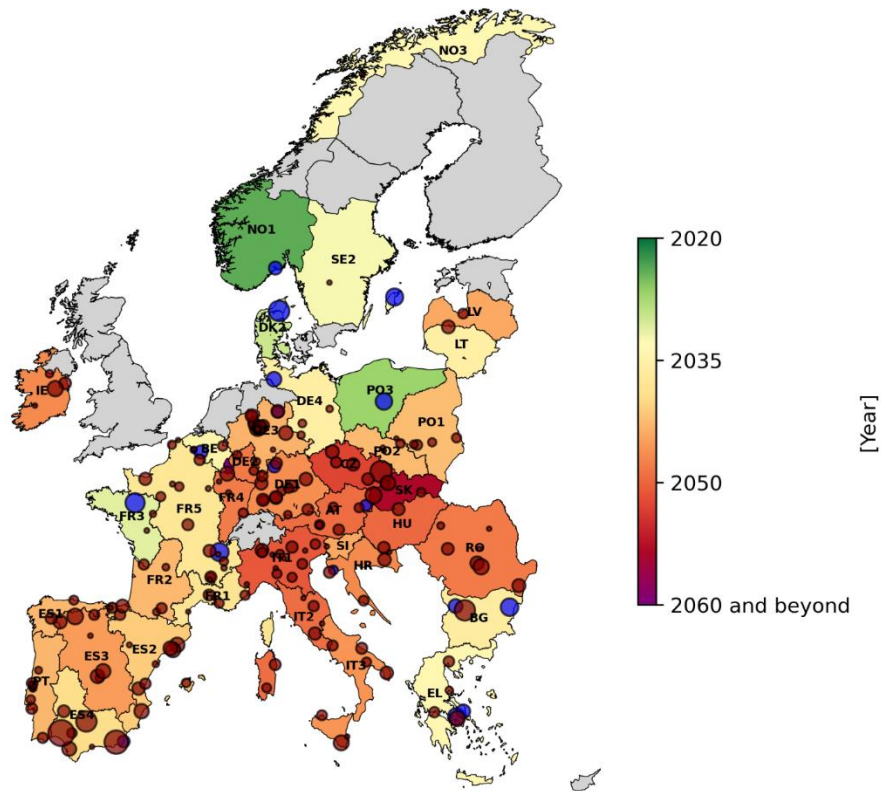 NO3
NO1
SE2
2020
DK2
LV
LT
2035
IE
DE4
PO3
PO1
DE3
BE
DE2
PO2
CZ
DE1
SK
2050
[Year]
FR4
FR3
FR5
AT
HU
SI
IT1
RO
HR
FR2
FR1
2060 and beyond
ES1
IT2
BG
ES2
ES3
IT3
PT
EL
ES4